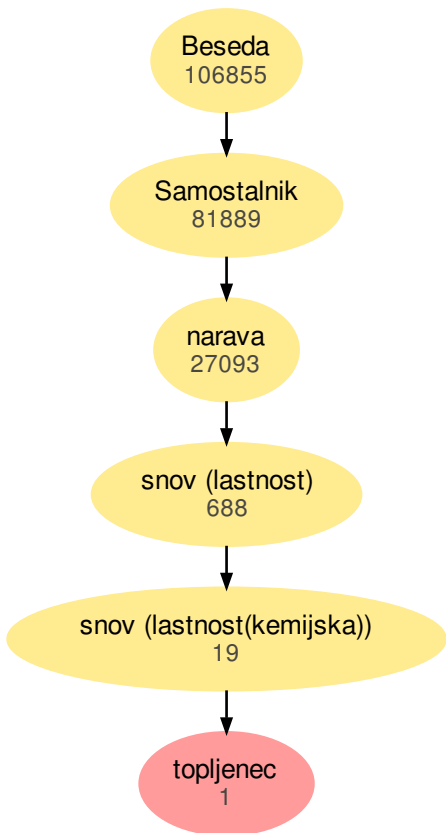 Beseda
106855
Samostalnik
81889
narava
27093
snov (lastnost)
688
snov (lastnost(kemijska))
19
topljenec
1